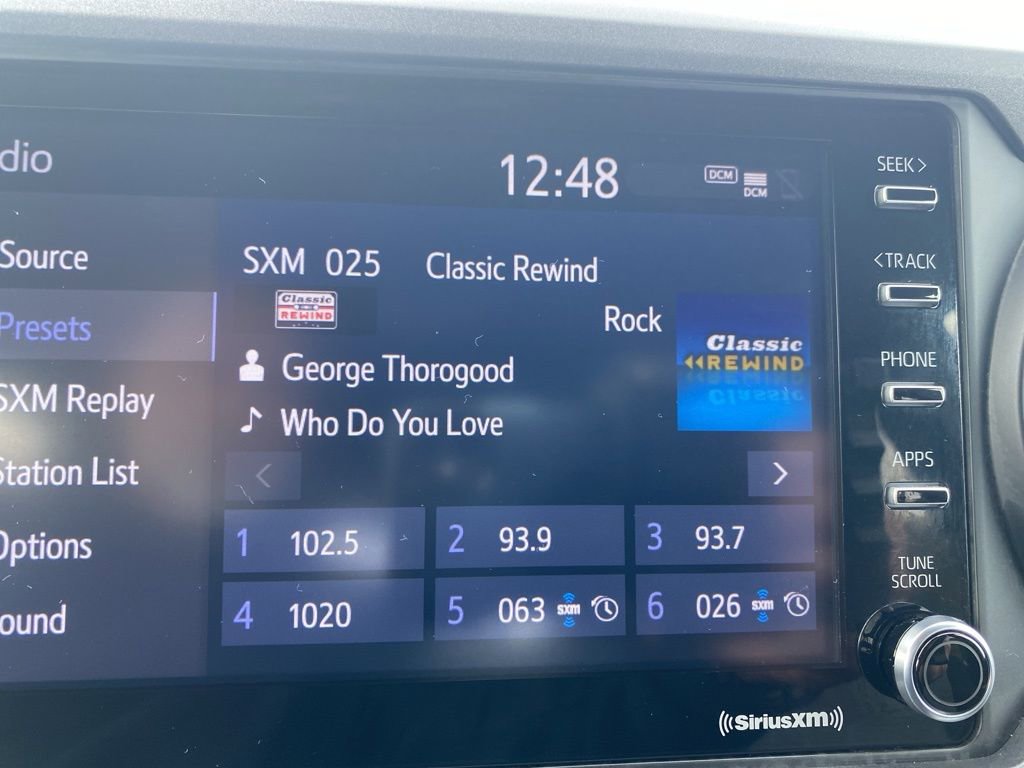 dio
12:48
DCM
DCM
Source
Presets
SXM Replay
Station List
Options
ound
SXM 025 Classic Rewind
Classic
REWIND
Rock
Classic
REWIND
George Thorogood
Who Do You Love
<
>
1 102.5
2 93.9
3 93.7
4 1020
5 063 sxm
6 026 sxm
SEEK >
< TRACK
PHONE
APPS
TUNE
SCROLL
((SiriusXM))